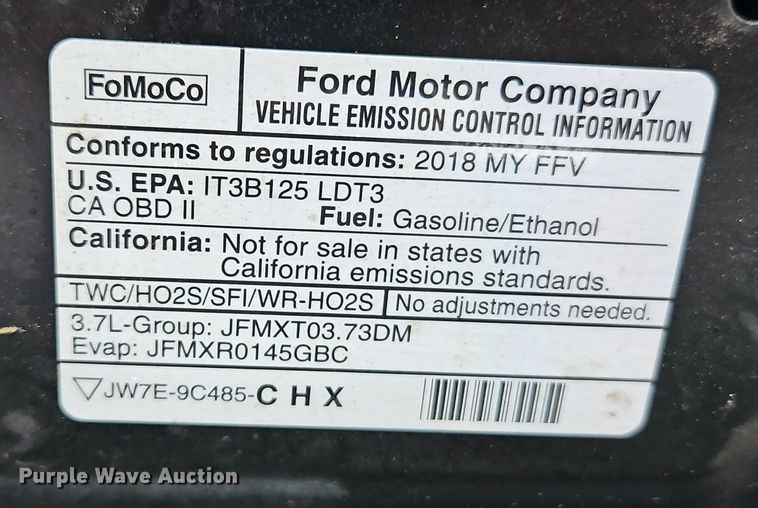 FoMoCo
Ford Motor Company
VEHICLE EMISSION CONTROL INFORMATION
Conforms to regulations: 2018 MY FFV
U.S. EPA: IT3B125 LDT3
CA OBD II Fuel: Gasoline/Ethanol
California: Not for sale in states with
California emissions standards.
TWC/HO2S/SFI/WR-HO2S No adjustments needed.
3.7L-Group: JFMXT03.73DM
Evap: JFMXR0145GBC
JW7E-9C485-C H X
Purple Wave Auction